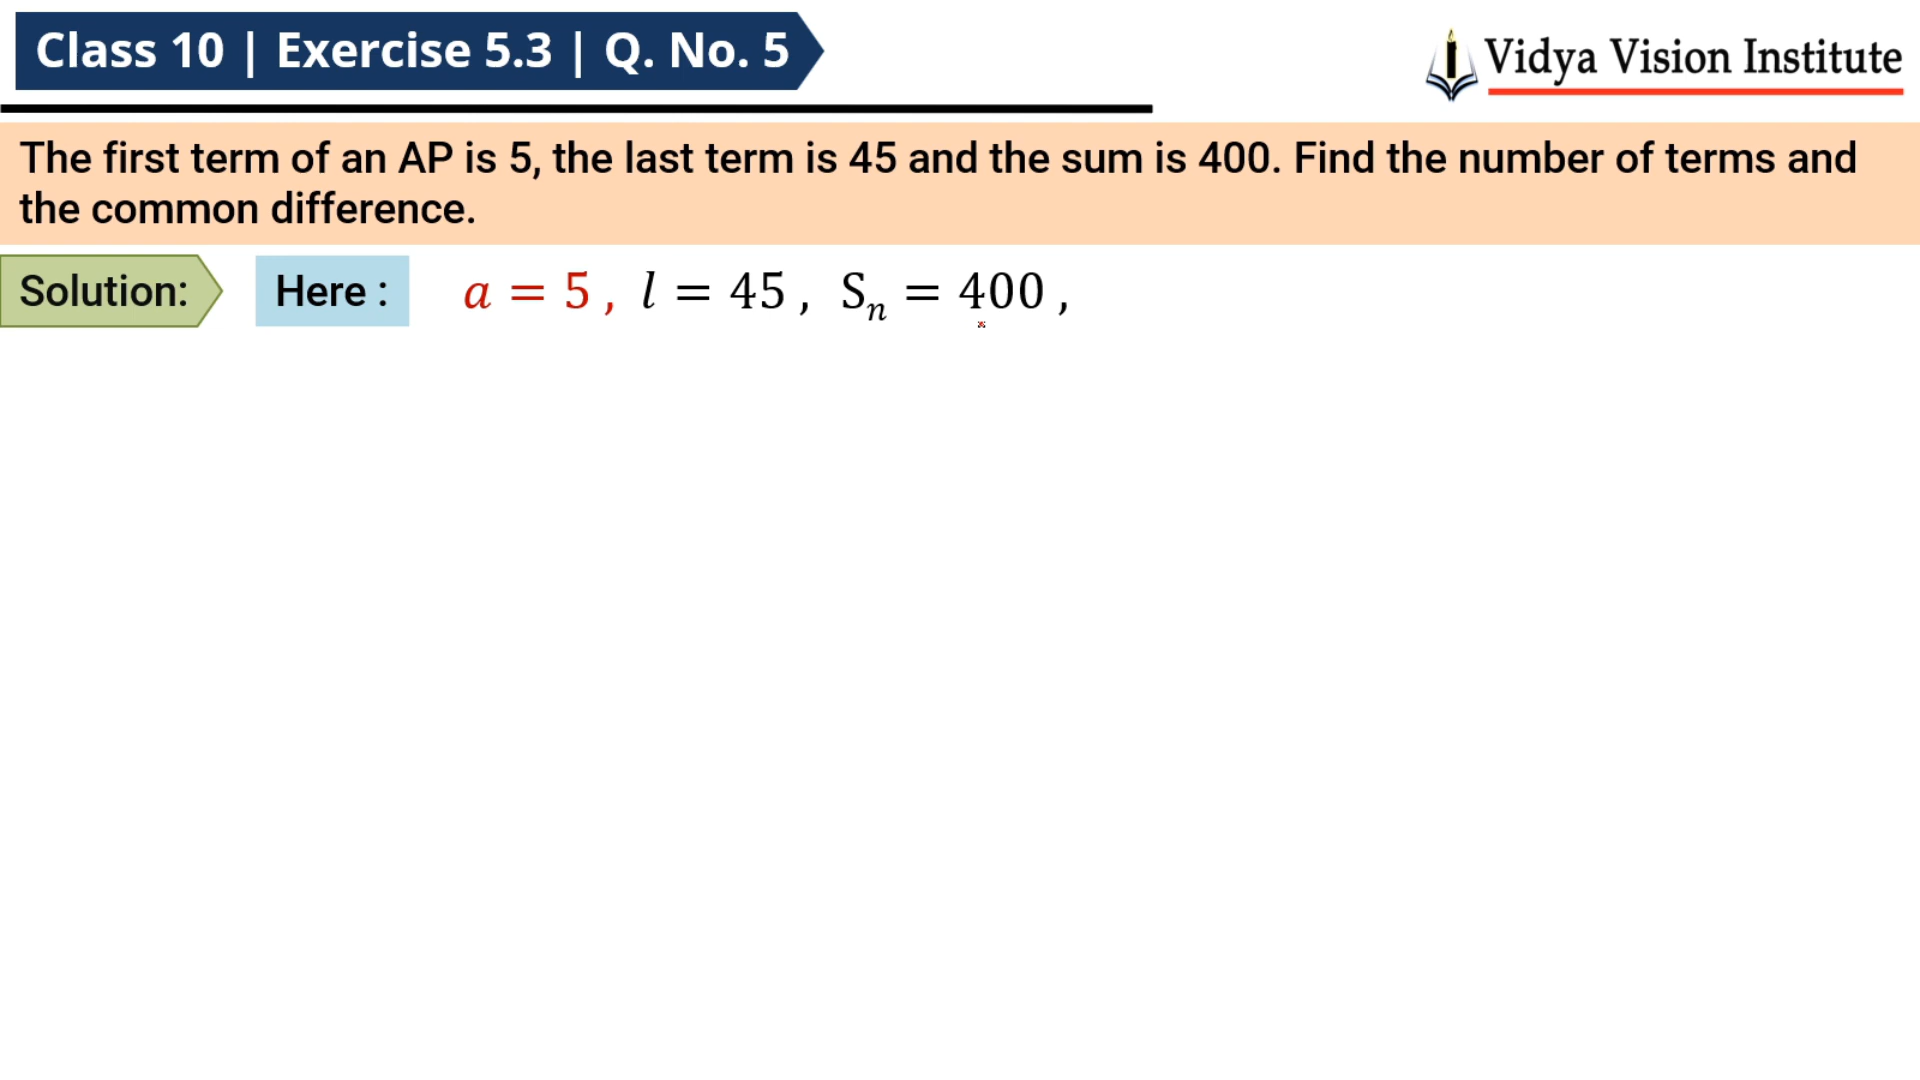 Class 10 | Exercise 5.3 | Q. No. 5
Vidya Vision Institute
The first term of an AP is 5, the last term is 45 and the sum is 400. Find the number of terms and
the common difference.
Solution: Here : a = 5 , l = 45 , Sₙ = 400 ,